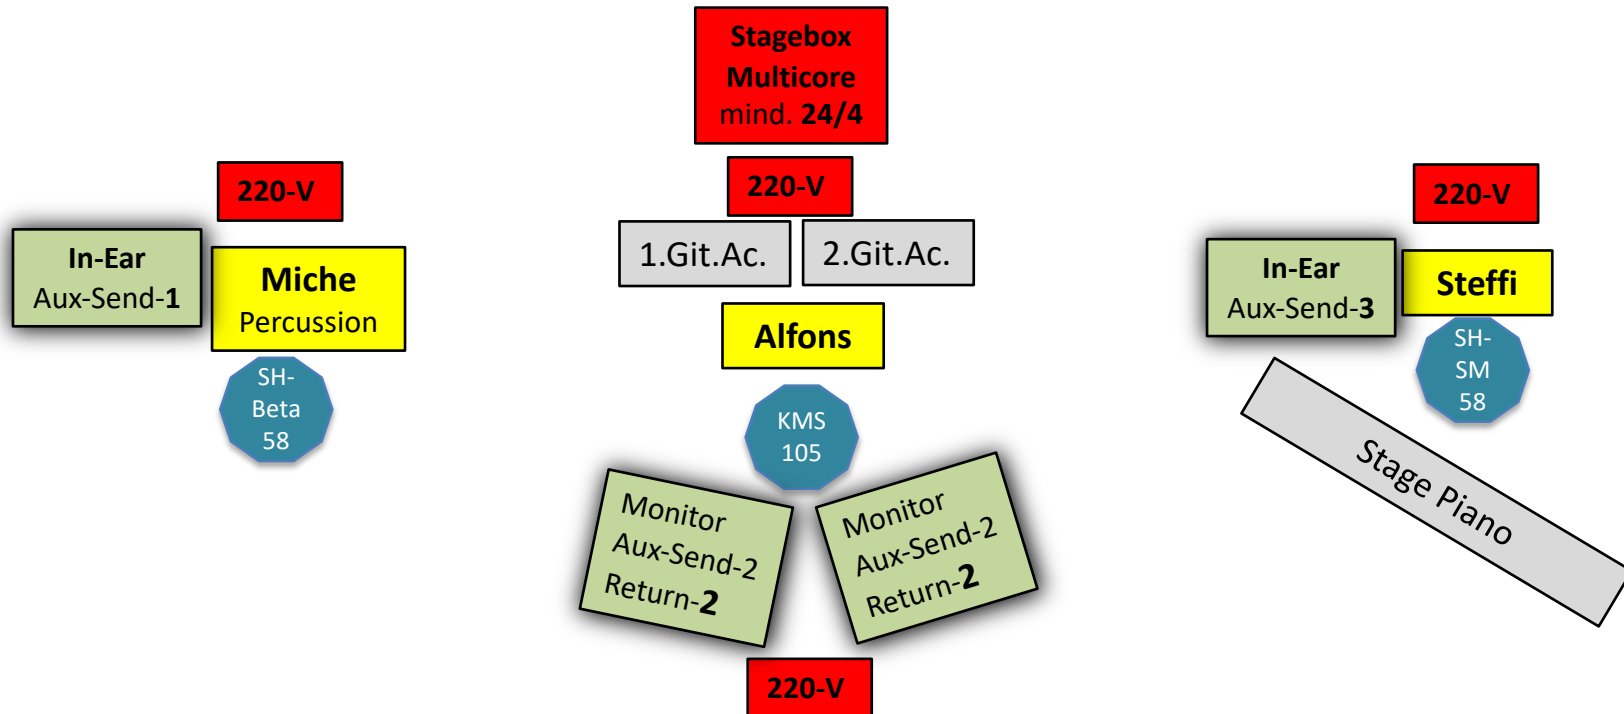 Stagebox
Multicore
mind. 24/4
220-V
220-V
220-V
In-Ear
Aux-Send-1
Miche
Percussion
1.Git.Ac.
2.Git.Ac.
In-Ear
Aux-Send-3
Steffi
Alfons
SH-
Beta
58
KMS
105
SH-
SM
58
Stage Piano
Monitor
Aux-Send-2
Return-2
Monitor
Aux-Send-2
Return-2
220-V